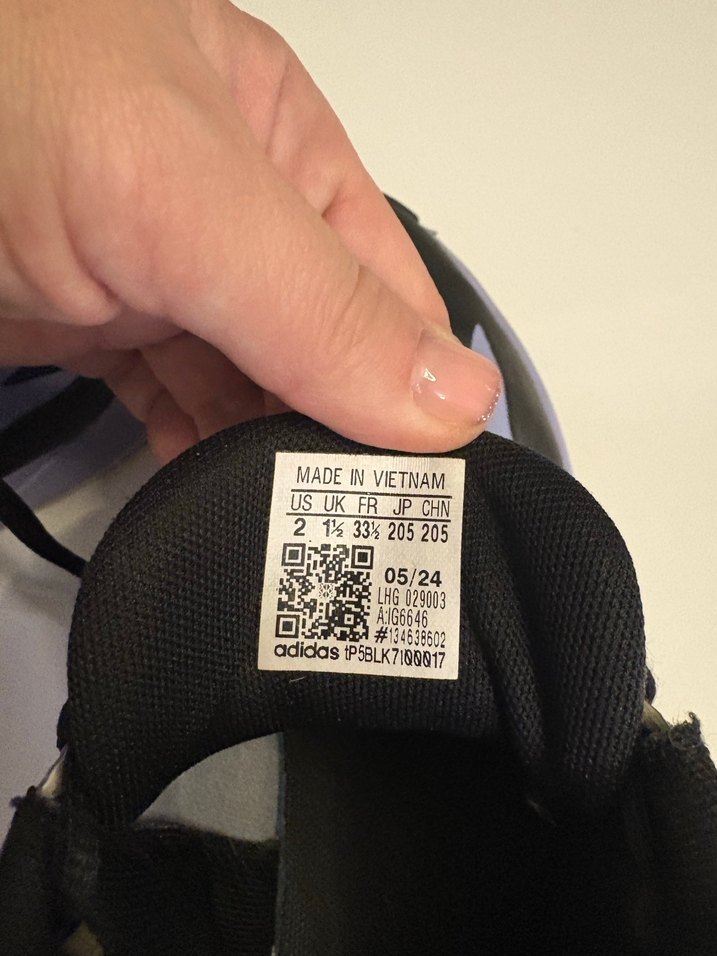 MADE IN VIETNAM
US UK FR JP CHN
2 1½ 33½ 205 205
05/24
LHG 029003
A:IG6646
#134638602
adidas